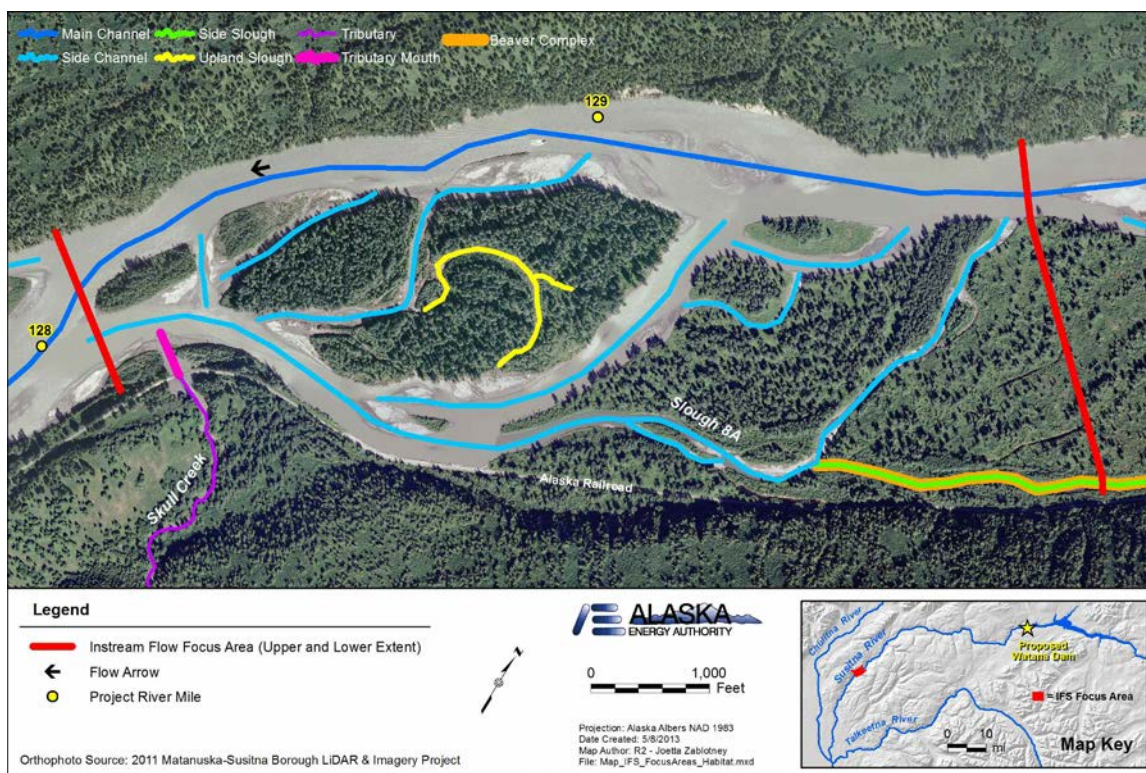 Main Channel
Side Slough
Tributary
Beaver Complex
Side Channel
Upland Slough
Tributary Mouth
129
128
Slough 8A
Alaska Railroad
Skull Creek
Legend
Instream Flow Focus Area (Upper and Lower Extent)
Flow Arrow
Project River Mile
N
ALASKA
ENERGY AUTHORITY
0 1,000
Feet
Projection: Alaska Albers NAD 1983
Date Created: 5/8/2013
Map Author: R2 - Joetta Zablotney
File: Map_IFS_FocusAreas_Habitat.mxd
Orthophoto Source: 2011 Matanuska-Susitna Borough LiDAR & Imagery Project
Chulitna River
Susitna River
Proposed
Watana Dam
= IFS Focus Area
Talkeetna River
0 10
mi
Map Key